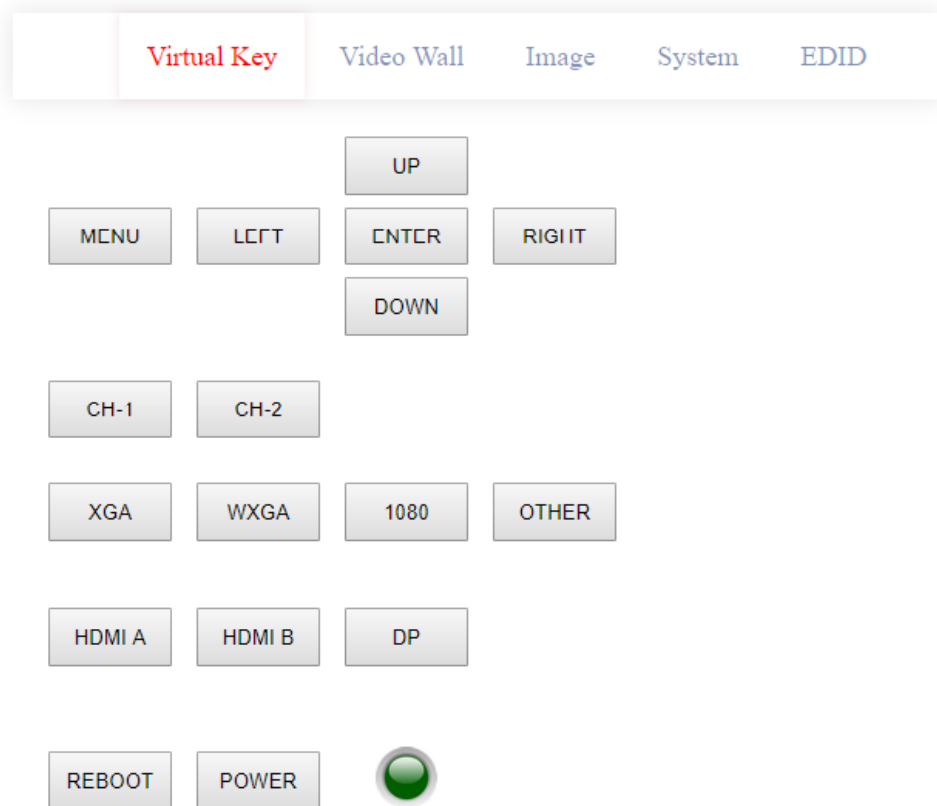 Virtual Key Video Wall Image System EDID
UP
MENU LEFT ENTER RIGHT
DOWN
CH-1 CH-2
XGA WXGA 1080 OTHER
HDMI A HDMI B DP
REBOOT POWER